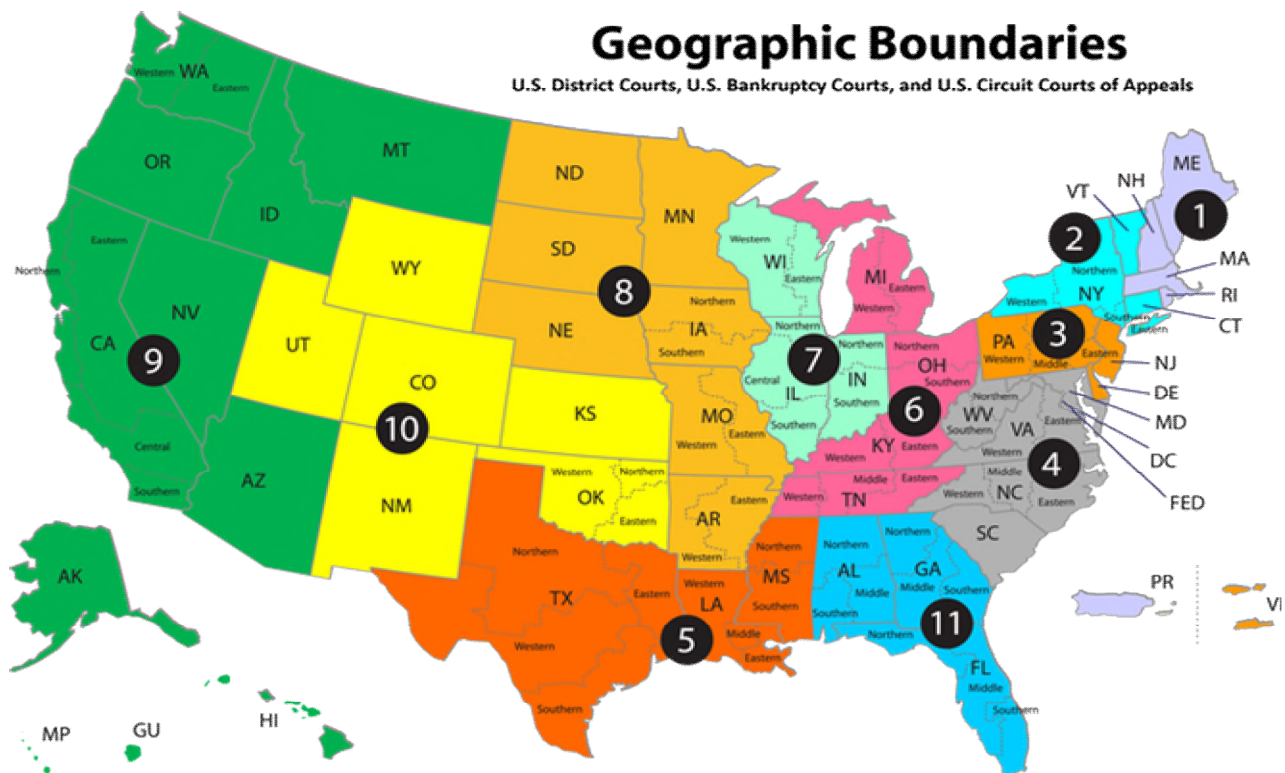 Geographic Boundaries
U.S. District Courts, U.S. Bankruptcy Courts, and U.S. Circuit Courts of Appeals
Western
WA
Eastern
OR
ID
MT
Eastern
Northern
CA
NV
9
Central
Southern
AZ
WY
UT
CO
10
NM
KS
Western
Northern
OK
Eastern
ND
SD
NE
8
MN
Northern
IA
Southern
MO
Western
Eastern
AR
Eastern
Western
Western
WI
Eastern
Northern
7
Central
IL
Southern
Northern
IN
Southern
MI
Eastern
Western
Northern
OH
Southern
6
KY
Western
Eastern
Western
Middle
Eastern
TN
VT
NH
ME
1
2
MA
Northern
NY
Western
Southern
Eastern
RI
CT
PA
3
Western
Middle
Eastern
NJ
DE
MD
DC
FED
Northern
WV
Southern
VA
Eastern
Western
4
Middle
Western
NC
Eastern
SC
Northern
TX
Eastern
Western
Southern
5
Western
LA
Middle
Eastern
Northern
MS
Southern
Northern
AL
Middle
Southern
Northern
GA
Middle
Southern
11
Northern
FL
Middle
Southern
PR
VI
AK
HI
MP
GU